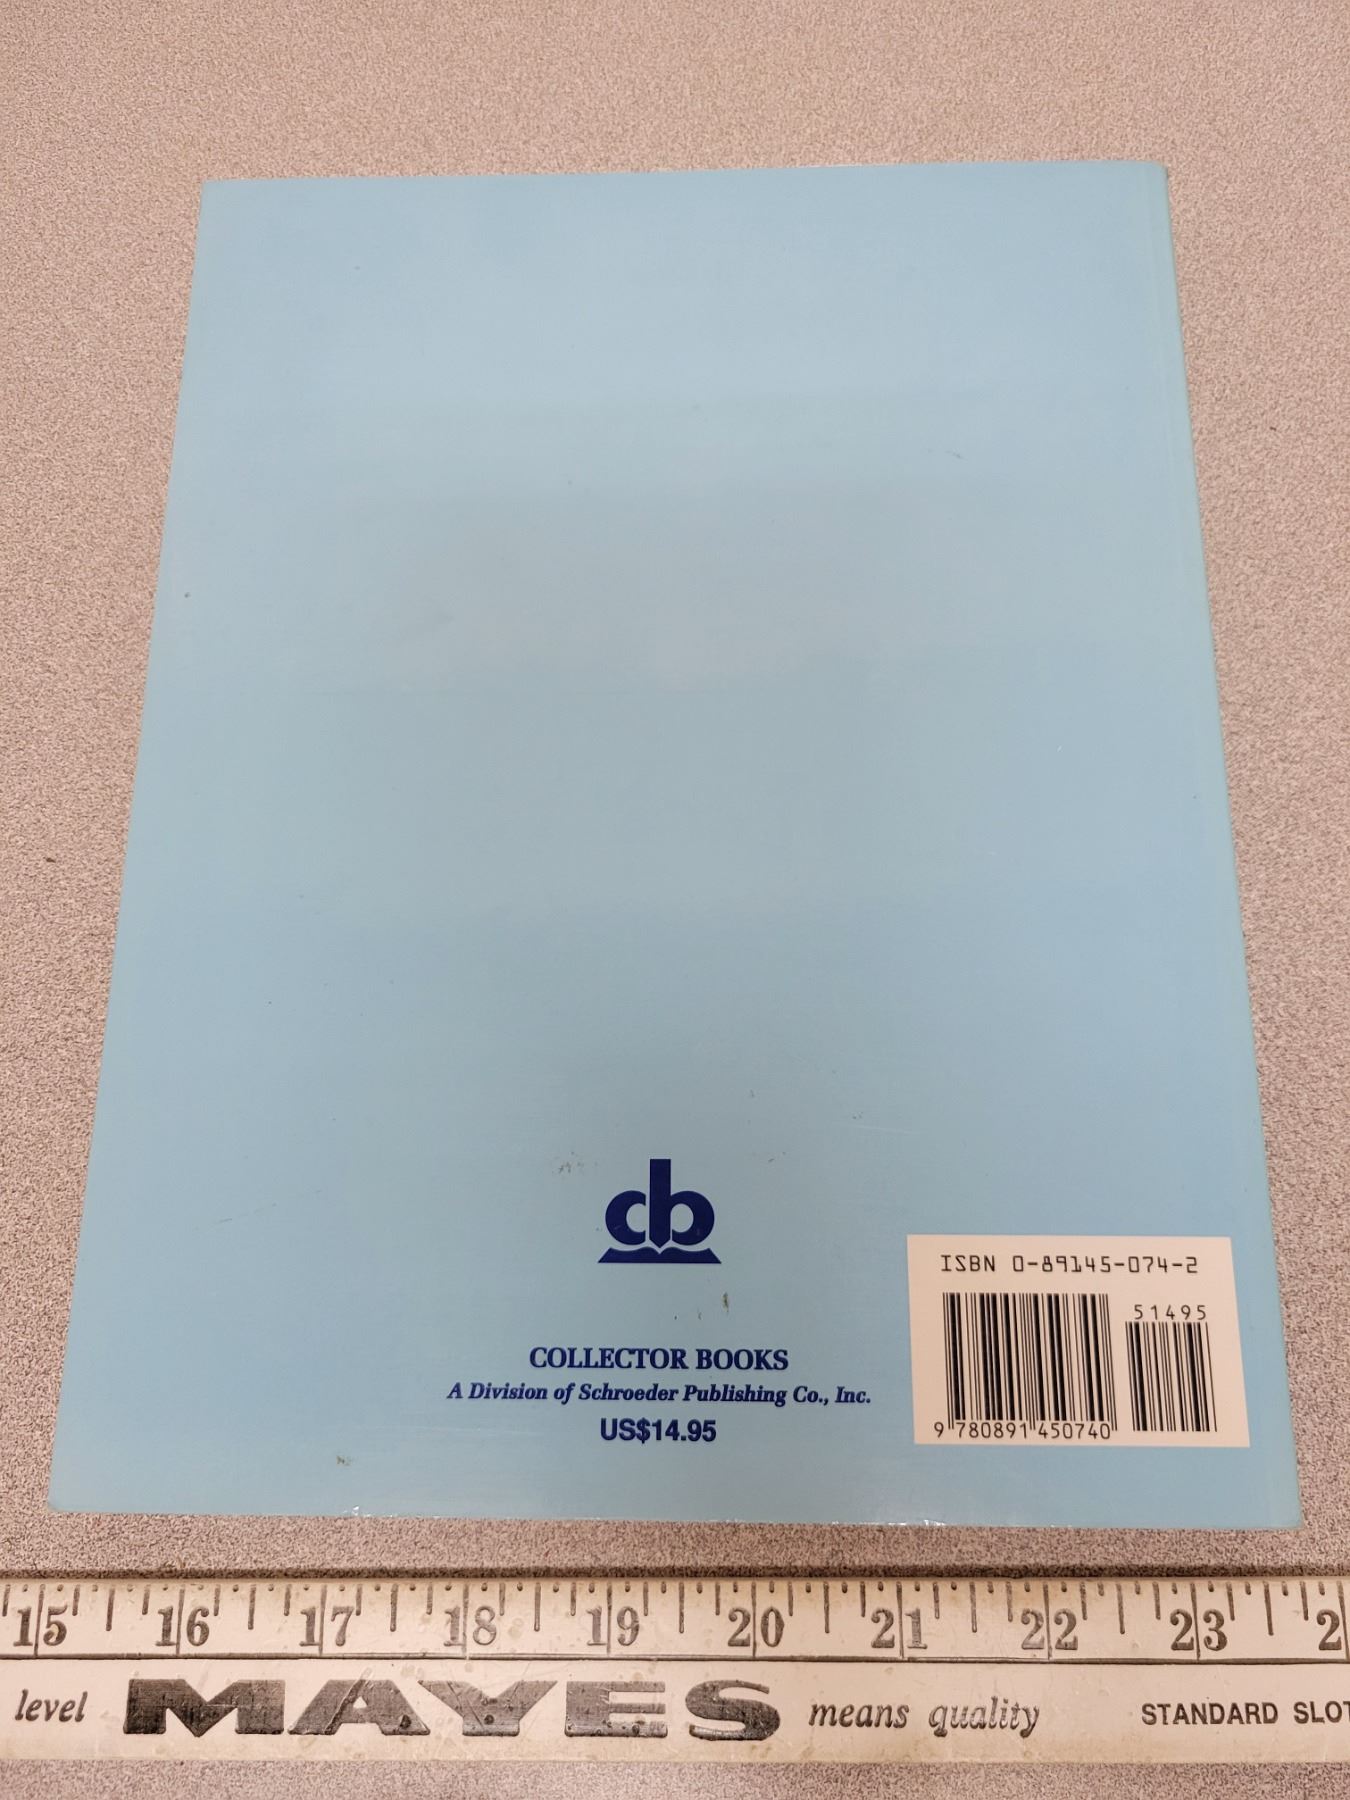 cb
ISBN 0-89145-074-2
51495
9 780891 450740
COLLECTOR BOOKS
A Division of Schroeder Publishing Co., Inc.
US$14.95
15 16 17 18 19 20 21 22 23 2
level MAYES means quality STANDARD SLOT